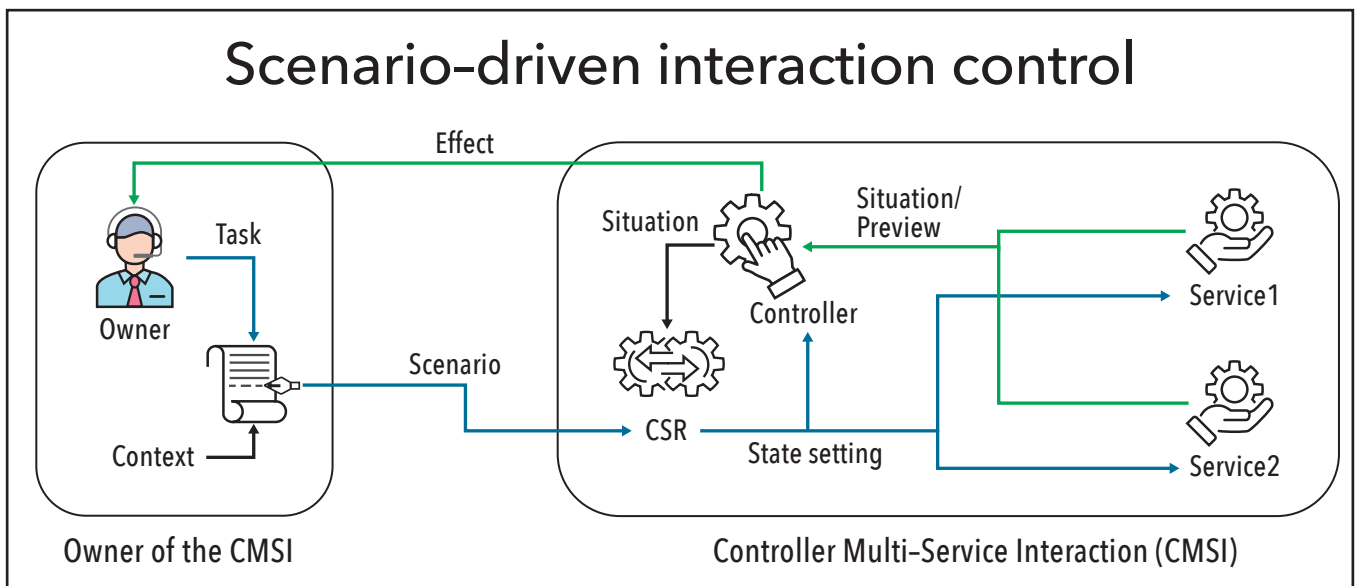 Scenario-driven interaction control
Effect
Situation/
Preview
Situation
Task
Service1
Controller
Owner
Scenario
CSR
State setting
Context
Service2
Owner of the CMSI
Controller Multi-Service Interaction (CMSI)